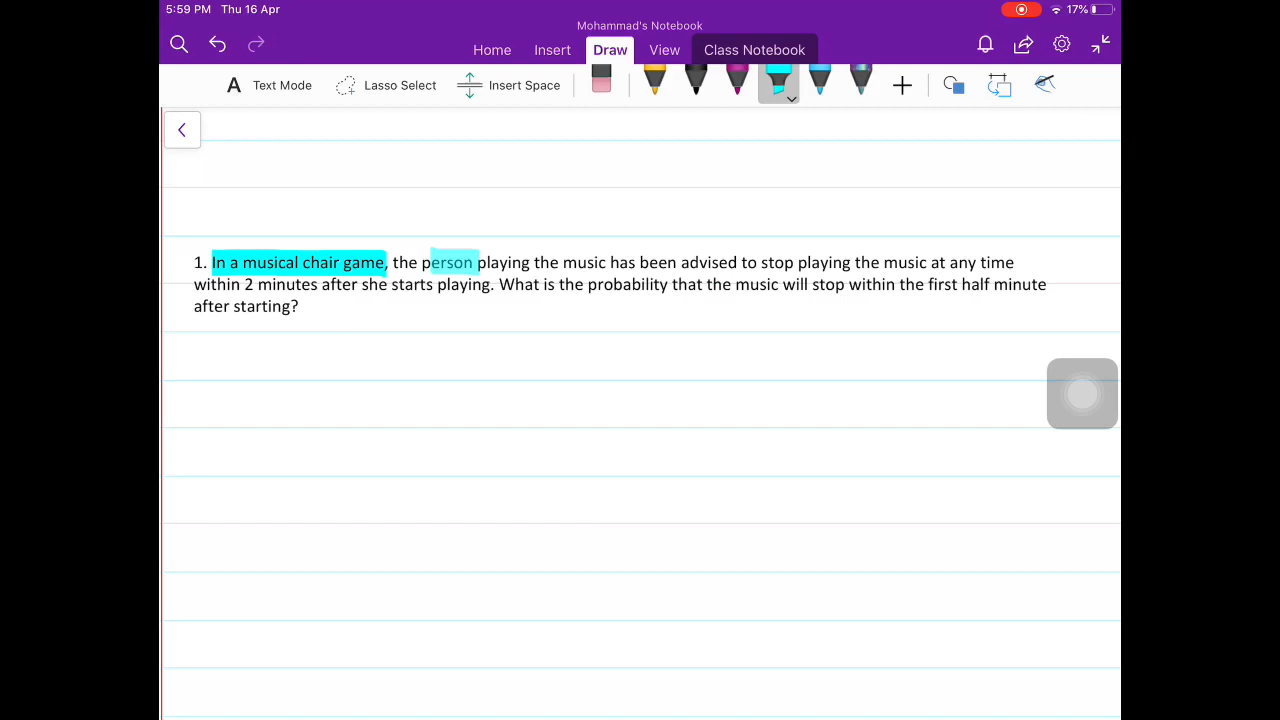 5:59 PM Thu 16 Apr
17%
Mohammad's Notebook
Home Insert Draw View Class Notebook
A Text Mode Lasso Select Insert Space
1. In a musical chair game, the person playing the music has been advised to stop playing the music at any time
within 2 minutes after she starts playing. What is the probability that the music will stop within the first half minute
after starting?